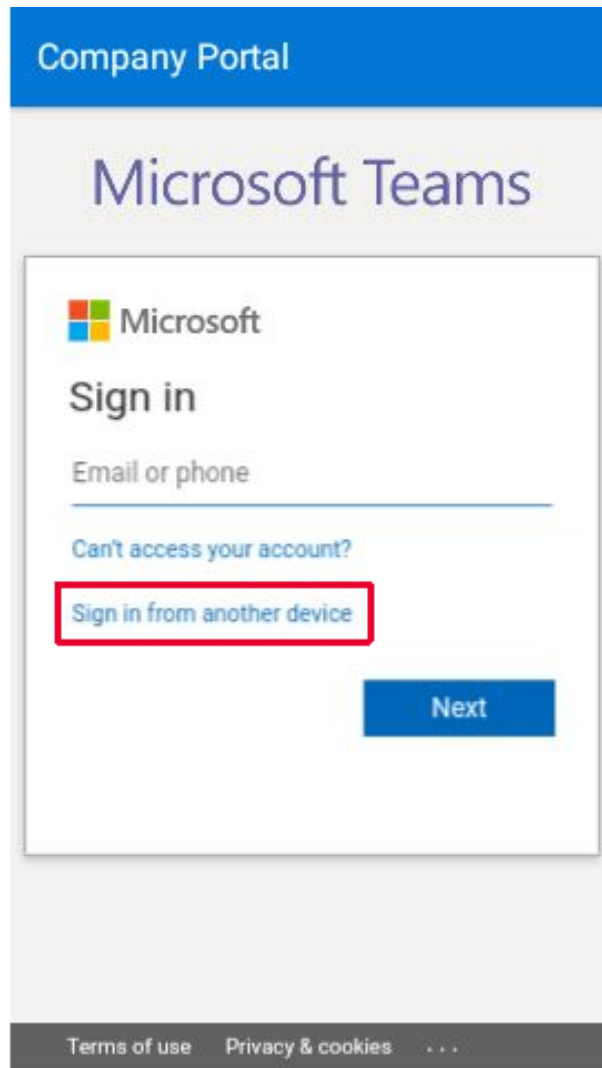 Company Portal
Microsoft Teams
Microsoft
Sign in
Email or phone
Can't access your account?
Sign in from another device
Next
Terms of use Privacy & cookies ...